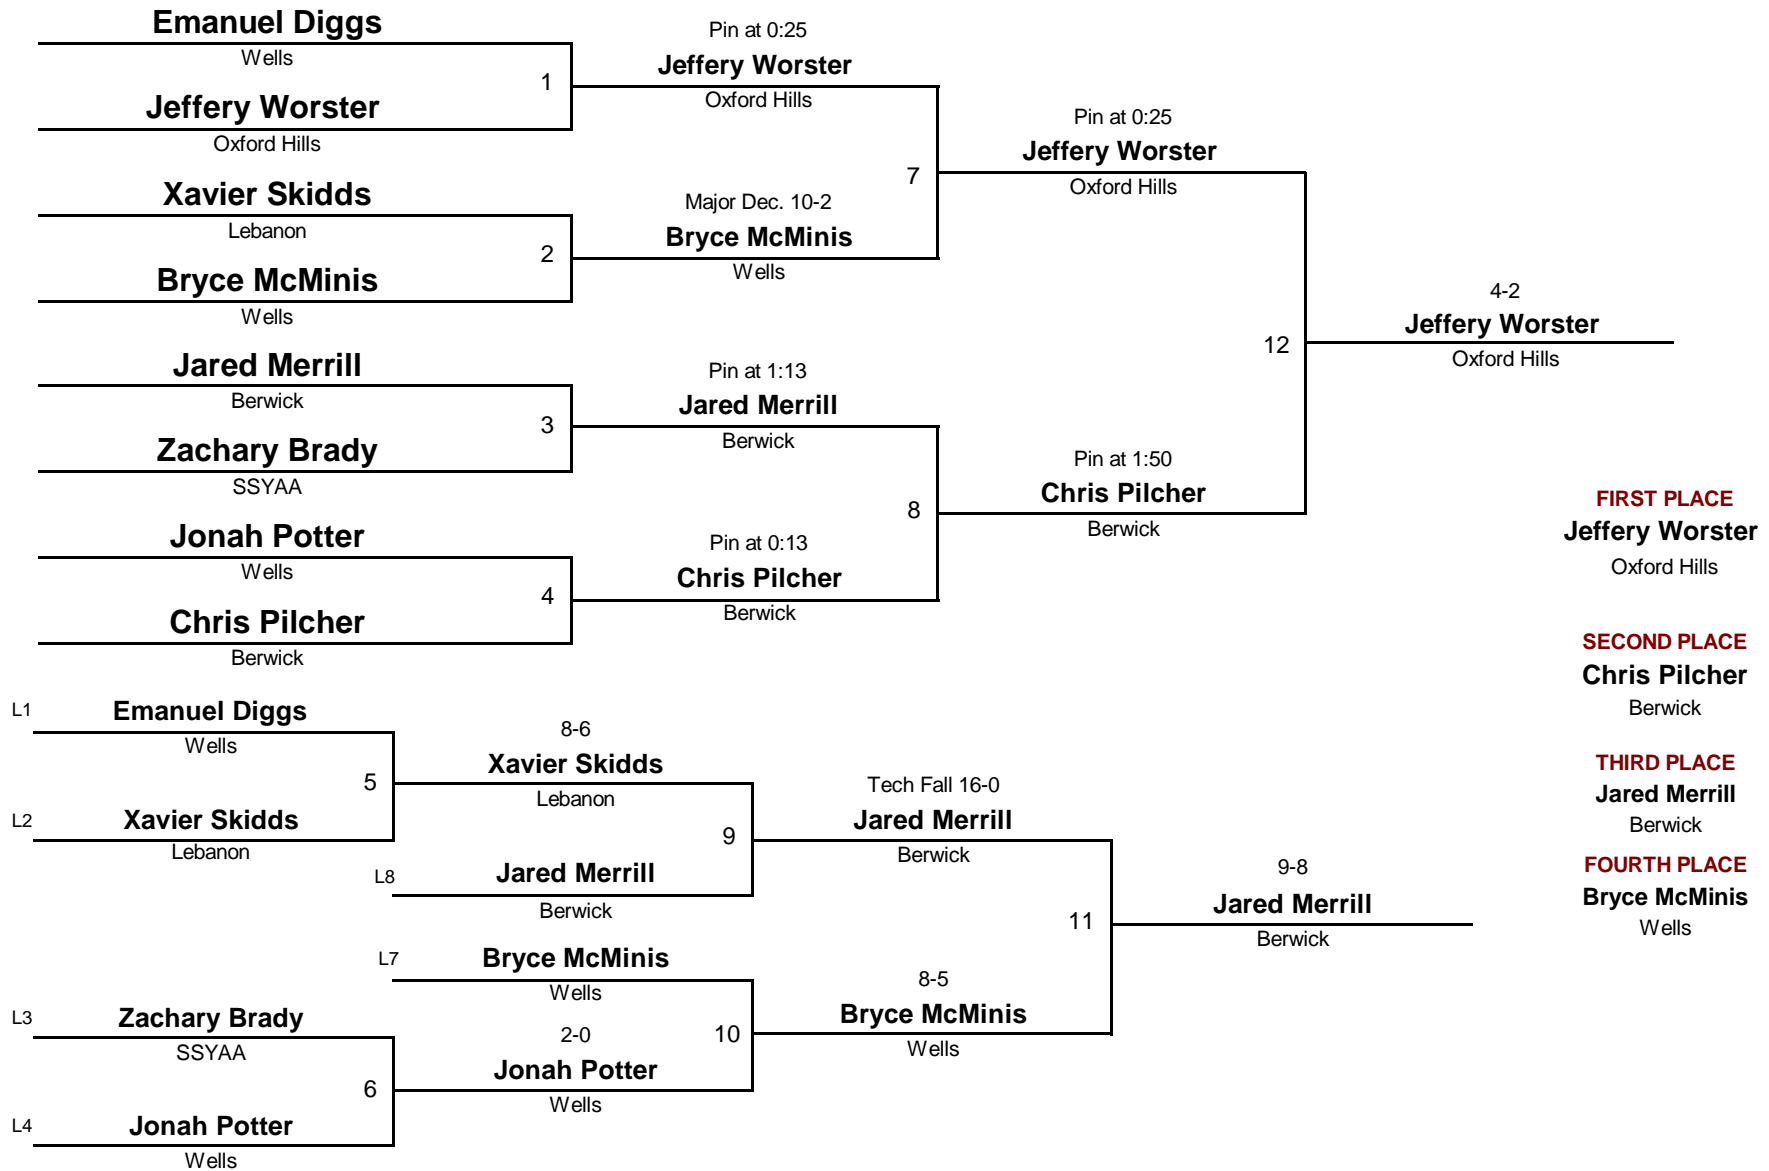 Emanuel Diggs
Wells
1
Jeffery Worster
Oxford Hills
Xavier Skidds
Lebanon
2
Bryce McMinis
Wells
Jared Merrill
Berwick
3
Zachary Brady
SSYAA
Jonah Potter
Wells
4
Chris Pilcher
Berwick
Pin at 0:25
Jeffery Worster
Oxford Hills
7
Major Dec. 10-2
Bryce McMinis
Wells
Pin at 1:13
Jared Merrill
Berwick
8
Pin at 0:13
Chris Pilcher
Berwick
Pin at 0:25
Jeffery Worster
Oxford Hills
12
Pin at 1:50
Chris Pilcher
Berwick
4-2
Jeffery Worster
Oxford Hills
FIRST PLACE
Jeffery Worster
Oxford Hills
SECOND PLACE
Chris Pilcher
Berwick
THIRD PLACE
Jared Merrill
Berwick
FOURTH PLACE
Bryce McMinis
Wells
L1 Emanuel Diggs
Wells
5
L2 Xavier Skidds
Lebanon
8-6
Xavier Skidds
Lebanon
9
L8 Jared Merrill
Berwick
L7 Bryce McMinis
Wells
10
L3 Zachary Brady
SSYAA
6
L4 Jonah Potter
Wells
2-0
Jonah Potter
Wells
Tech Fall 16-0
Jared Merrill
Berwick
11
8-5
Bryce McMinis
Wells
9-8
Jared Merrill
Berwick